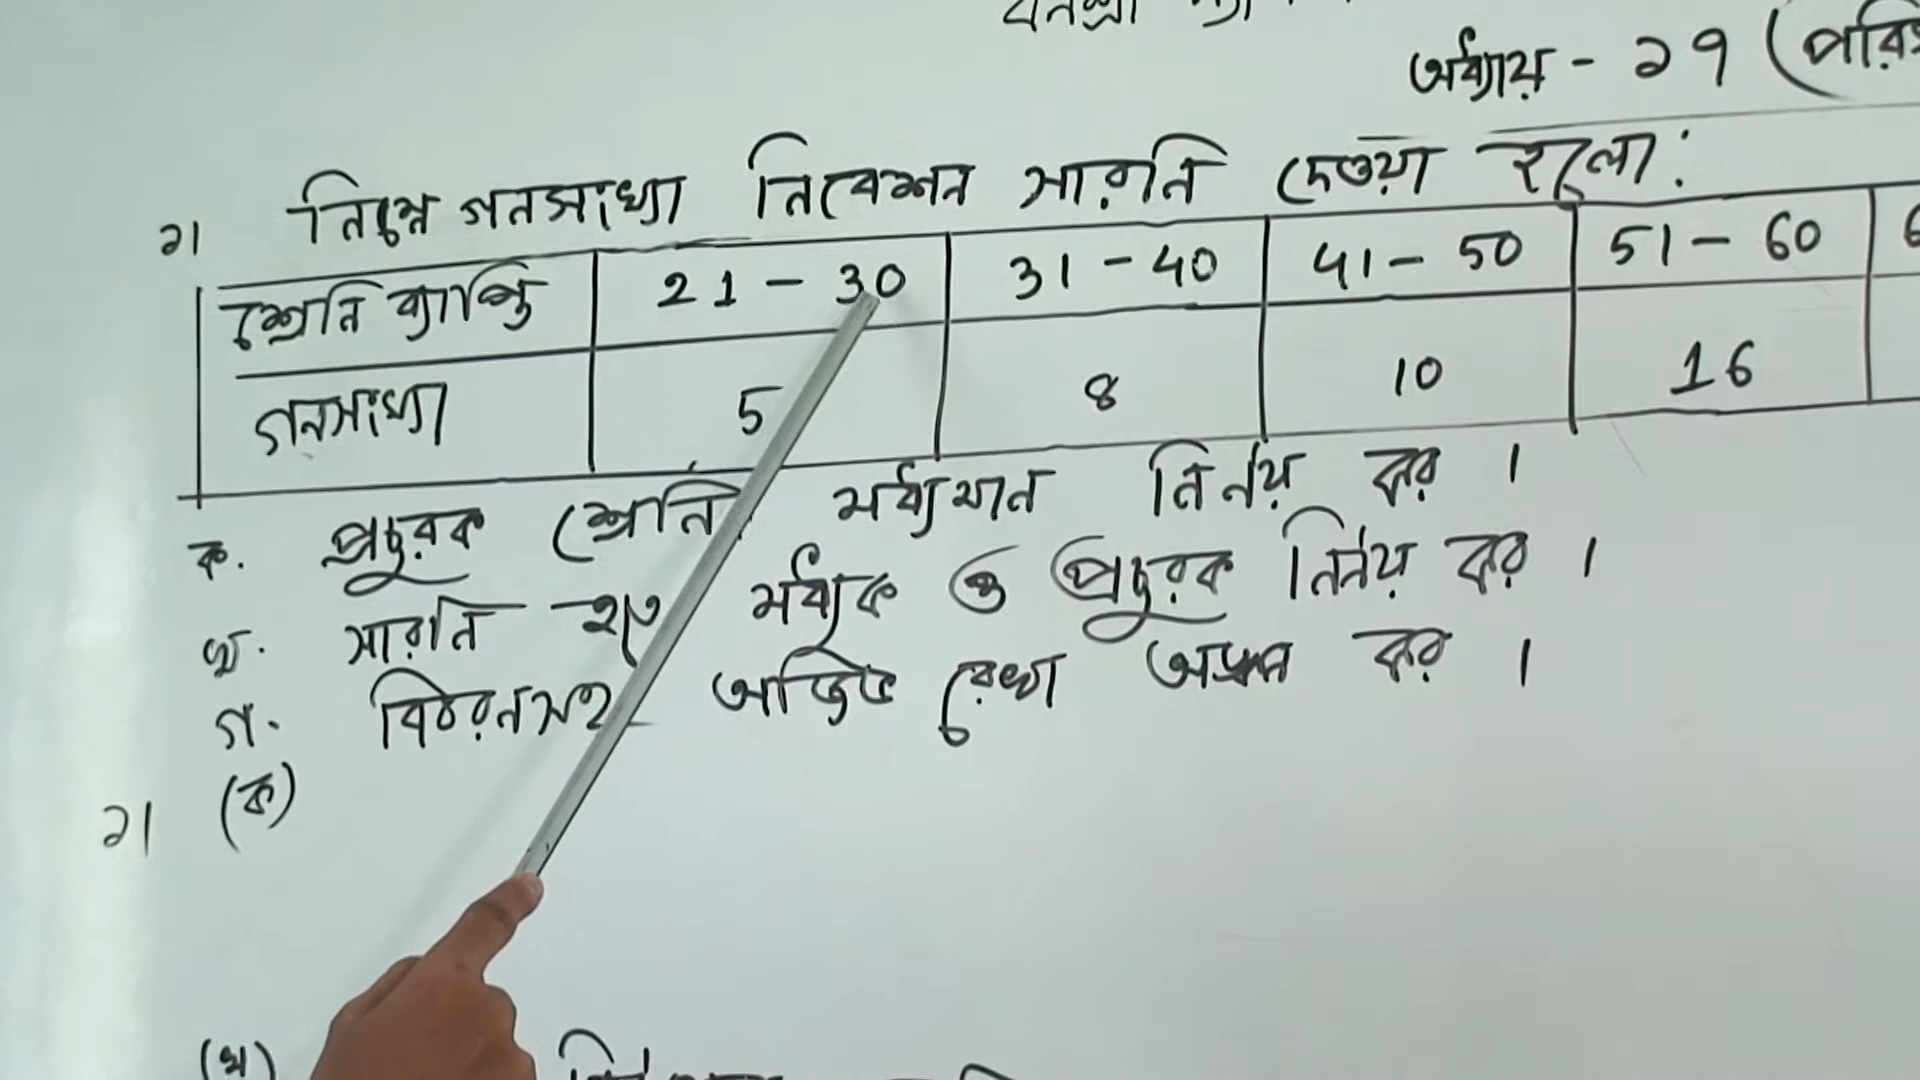 অধ্যায় - ১৭ (পরি
১। নিম্নে গনসংখ্যা নিবেশন সারনি দেওয়া হলো:
শ্রেনি ব্যাপ্তি 21 - 30 31 - 40 41 - 50 51 - 60 6
গনসংখ্যা 5 8 10 16
ক. প্রচুরক শ্রেনি মধ্যমান নির্নয় কর ।
খ. সারনি হতে মধ্যক ও প্রচুরক নির্নয় কর ।
গ. বিবরনসহ অজিভ রেখা অঙ্কন কর ।
১। (ক)
(খ)